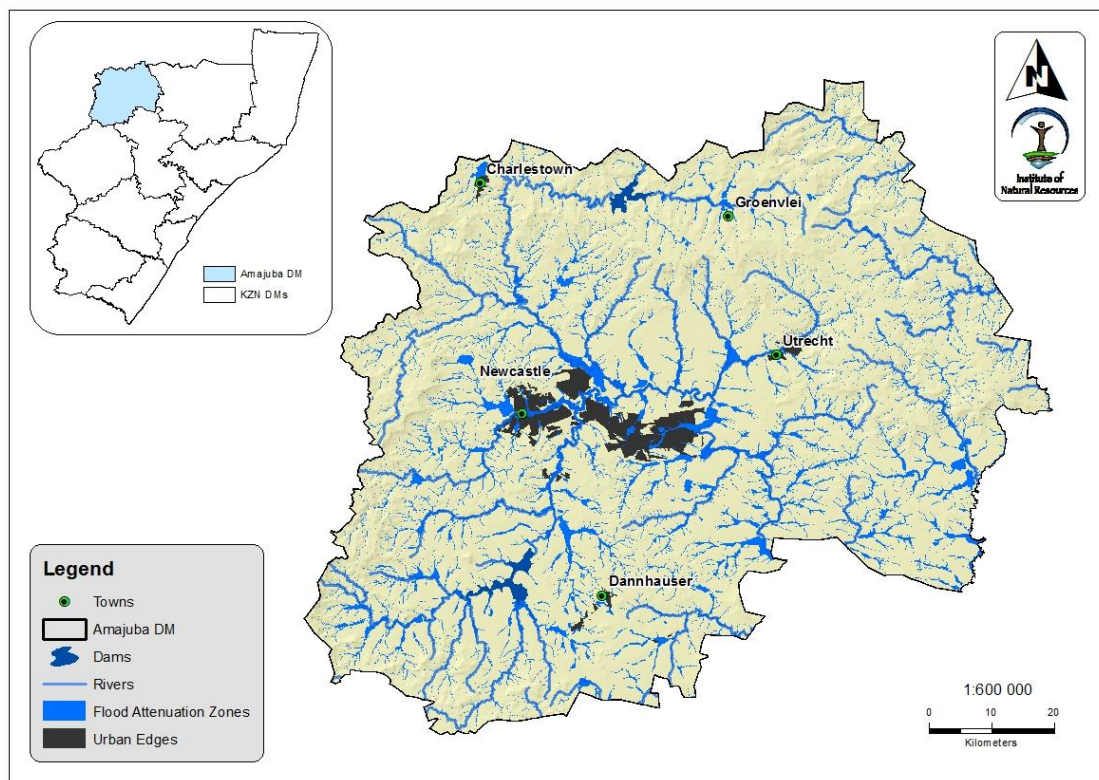 Amajuba DM
KZN DMs
N
Institute of
Natural Resources
Charlestown
Groenvlei
Utrecht
Newcastle
Dannhauser
Legend
Towns
Amajuba DM
Dams
Rivers
Flood Attenuation Zones
Urban Edges
1:600 000
0 10 20
Kilometers